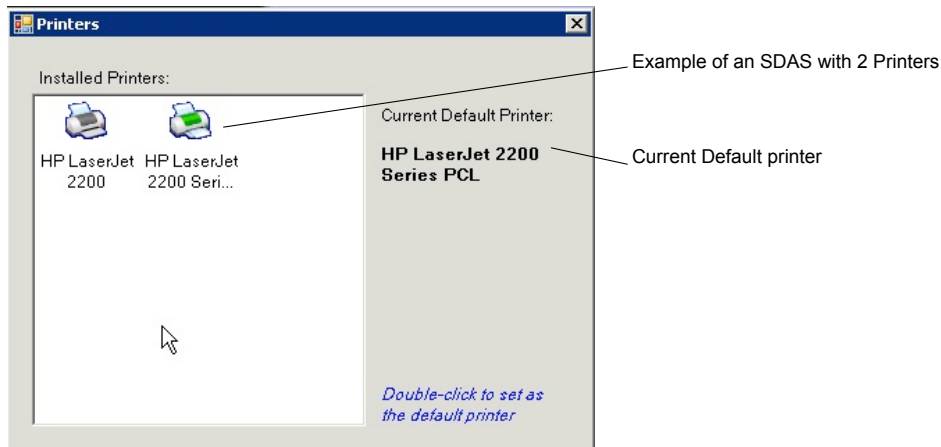 Printers
Installed Printers:
HP LaserJet
2200
HP LaserJet
2200 Seri...
Current Default Printer:
HP LaserJet 2200
Series PCL
Double-click to set as
the default printer
Example of an SDAS with 2 Printers
Current Default printer